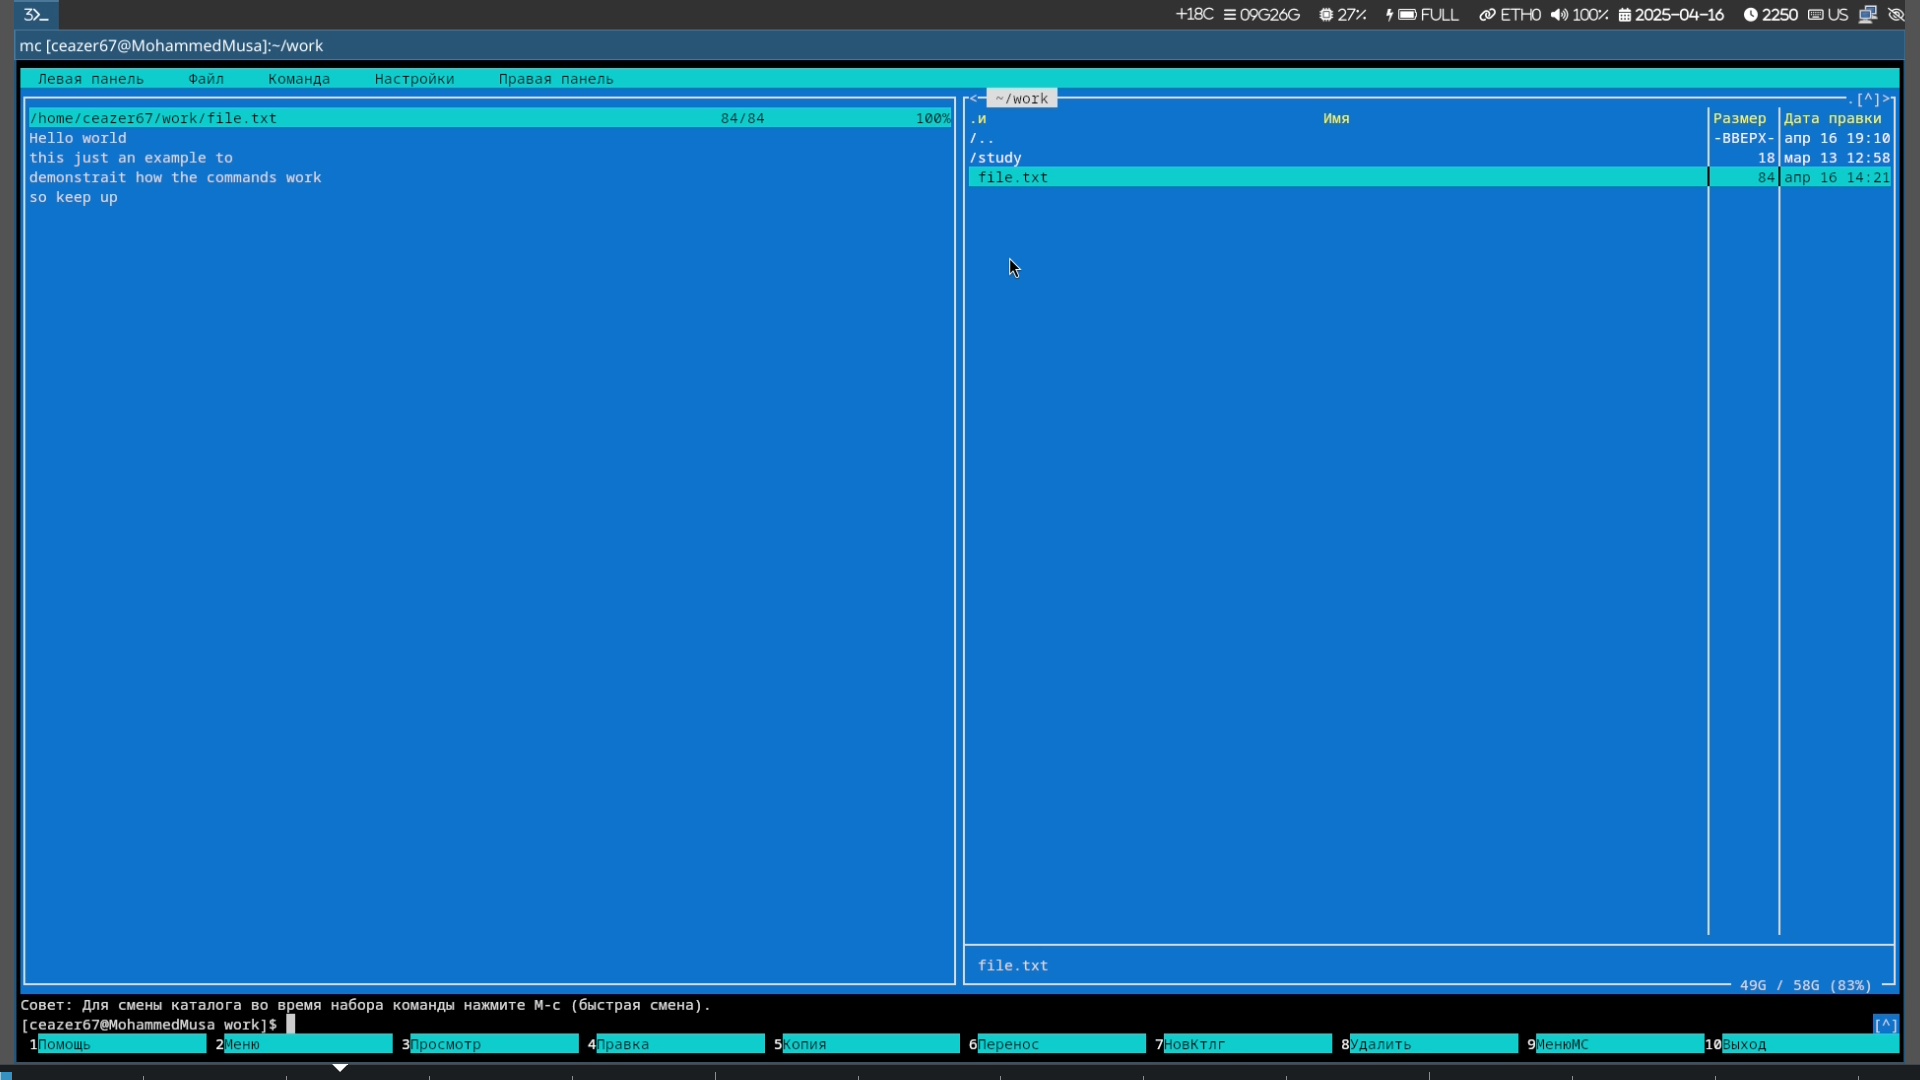 3>_ +18C 09G26G 27% FULL ETH0 100% 2025-04-16 2250 US
mc [ceazer67@MohammedMusa]:~/work
Левая панель Файл Команда Настройки Правая панель
/home/ceazer67/work/file.txt 84/84 100%
Hello world
this just an example to
demonstrait how the commands work
so keep up
<─ ~/work .[^]>
.и Имя Размер Дата правки
/.. -ВВЕРХ- апр 16 19:10
/study 18 мар 13 12:58
file.txt 84 апр 16 14:21
file.txt
49G / 58G (83%)
Совет: Для смены каталога во время набора команды нажмите M-c (быстрая смена).
[ceazer67@MohammedMusa work]$ [^]
1Помощь 2Меню 3Просмотр 4Правка 5Копия 6Перенос 7НовКтлг 8Удалить 9МенюMC 10Выход